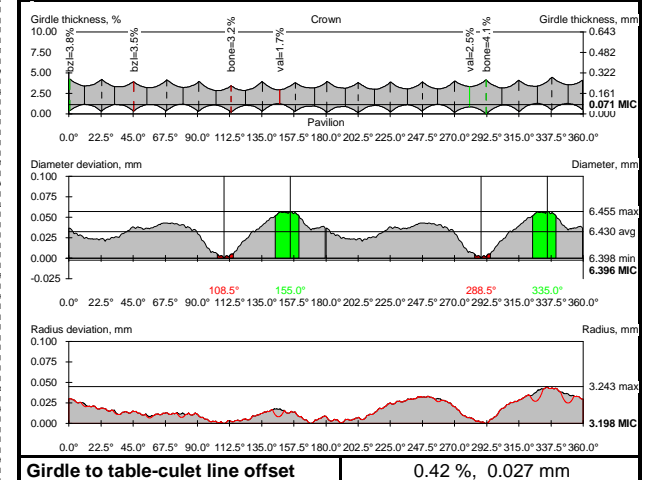 Girdle thickness, % Crown Girdle thickness, mm
10.00 bzl=3.8% bzl=3.5% bone=3.2% val=1.7% val=2.5% bone=4.1% 0.643
7.50 0.482
5.00 0.322
2.50 0.161
0.071 MIC
0.00 0.000
Pavilion
0.0° 22.5° 45.0° 67.5° 90.0° 112.5° 135.0° 157.5° 180.0° 202.5° 225.0° 247.5° 270.0° 292.5° 315.0° 337.5° 360.0°
Diameter deviation, mm Diameter, mm
0.100
0.075
0.050 6.455 max
0.025 6.430 avg
0.000 6.398 min
6.396 MIC
-0.025
108.5° 155.0° 288.5° 335.0°
0.0° 22.5° 45.0° 67.5° 90.0° 112.5° 135.0° 157.5° 180.0° 202.5° 225.0° 247.5° 270.0° 292.5° 315.0° 337.5° 360.0°
Radius deviation, mm Radius, mm
0.100
0.075
0.050 3.243 max
0.025
0.000 3.198 MIC
0.0° 22.5° 45.0° 67.5° 90.0° 112.5° 135.0° 157.5° 180.0° 202.5° 225.0° 247.5° 270.0° 292.5° 315.0° 337.5° 360.0°
Girdle to table-culet line offset 0.42 %, 0.027 mm